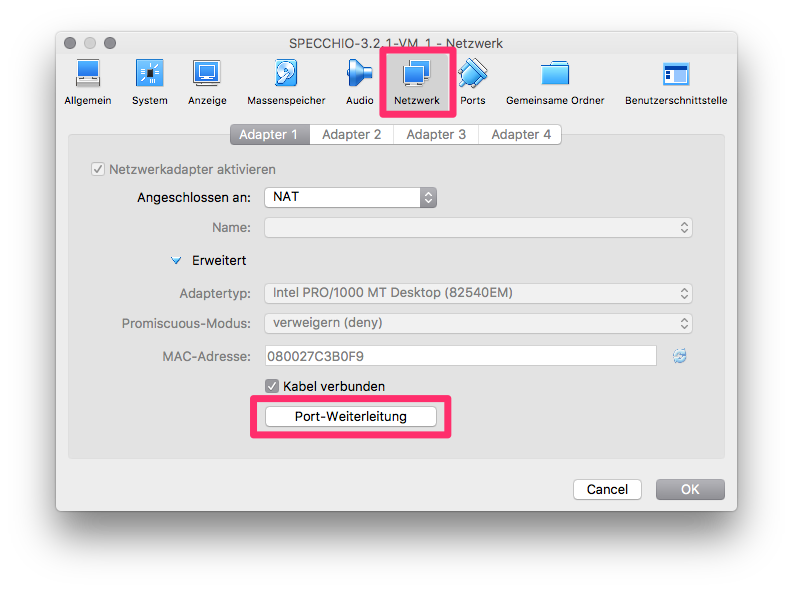 SPECCHIO-3.2.1-VM_1 - Netzwerk
Allgemein System Anzeige Massenspeicher Audio Netzwerk Ports Gemeinsame Ordner Benutzerschnittstelle
Adapter 1 Adapter 2 Adapter 3 Adapter 4
Netzwerkadapter aktivieren
Angeschlossen an: NAT
Name:
Erweitert
Adaptertyp: Intel PRO/1000 MT Desktop (82540EM)
Promiscuous-Modus: verweigern (deny)
MAC-Adresse: 080027C3B0F9
Kabel verbunden
Port-Weiterleitung
Cancel OK